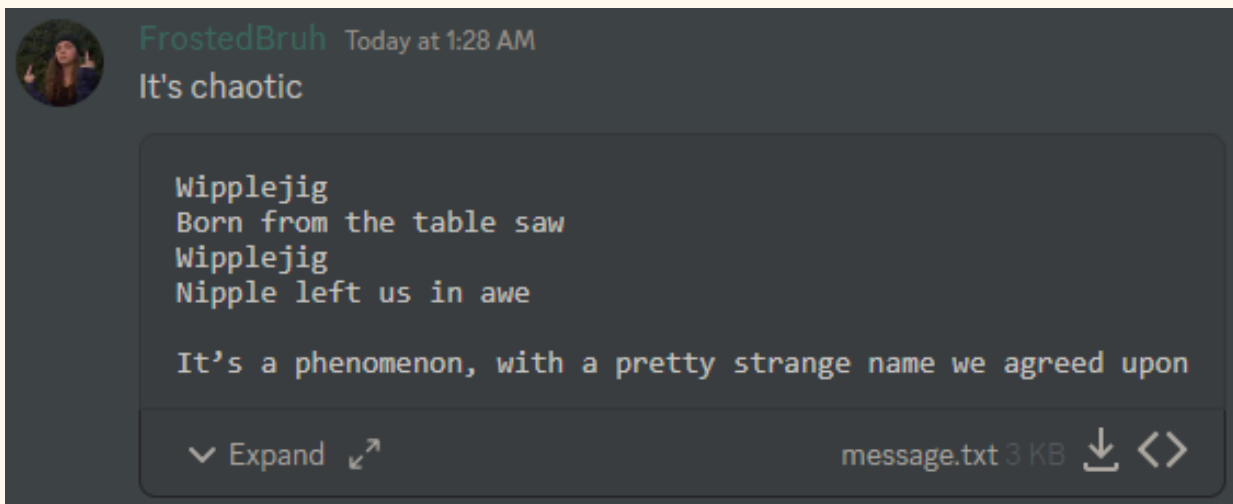 FrostedBruh Today at 1:28 AM
It's chaotic
Wipplejig
Born from the table saw
Wipplejig
Nipple left us in awe
It’s a phenomenon, with a pretty strange name we agreed upon
Expand message.txt 3 KB